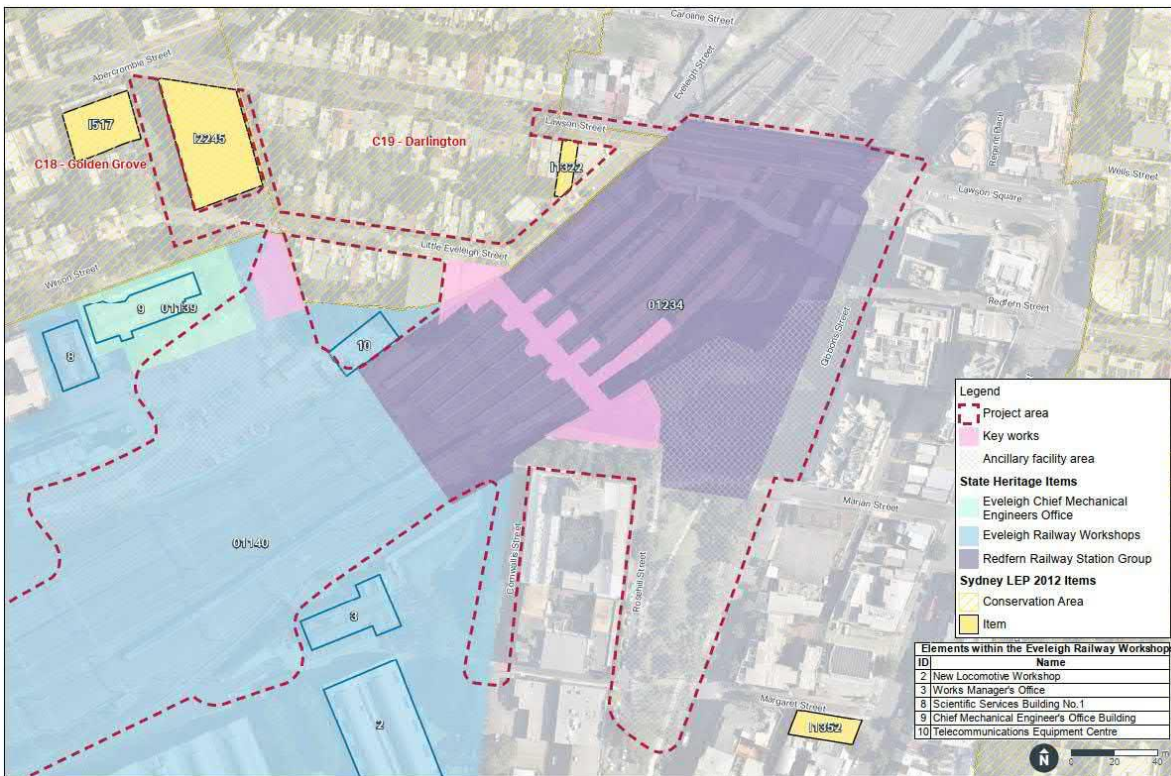 Caroline Street
Abercrombie Street
Eveleigh Street
I517
I2245
C19 - Darlington
C18 - Golden Grove
Lawson Street
I1322
Regent Place
Wells Street
Lawson Square
Little Eveleigh Street
Wilson Street
9 01139
8
10
01234
Redfern Street
Gibbons Street
01140
Marian Street
Cornwallis Street
Rosehill Street
3
2
Margaret Street
I1352
Legend
Project area
Key works
Ancillary facility area
State Heritage Items
Eveleigh Chief Mechanical
Engineers Office
Eveleigh Railway Workshops
Redfern Railway Station Group
Sydney LEP 2012 Items
Conservation Area
Item
Elements within the Eveleigh Railway Workshops
ID Name
2 New Locomotive Workshop
3 Works Manager's Office
8 Scientific Services Building No.1
9 Chief Mechanical Engineer's Office Building
10 Telecommunications Equipment Centre
N
0 20 40 m